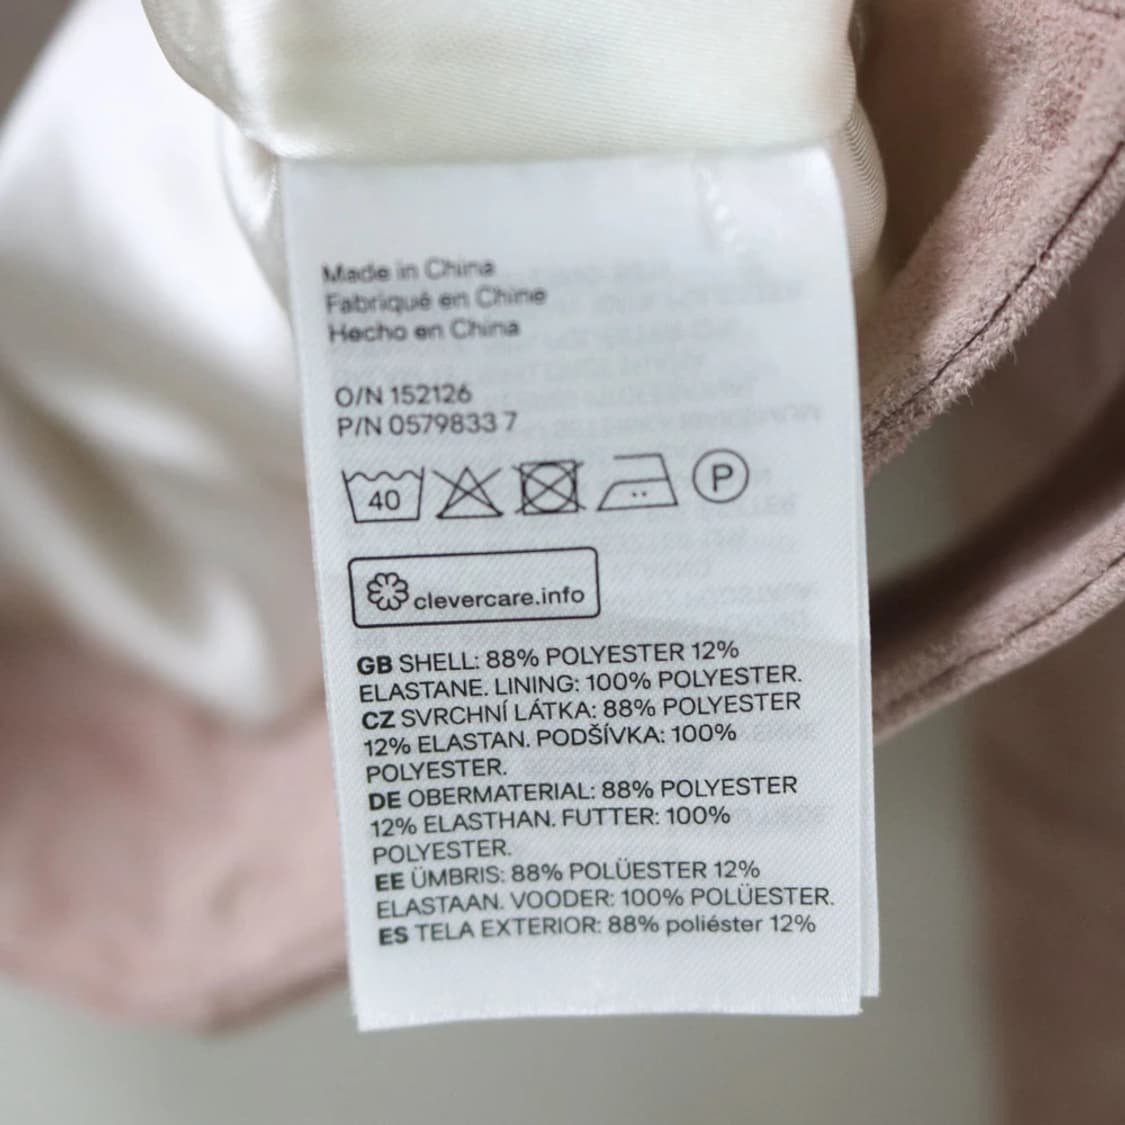 Made in China
Fabriqué en Chine
Hecho en China
O/N 152126
P/N 0579833 7
40
P
clevercare.info
GB SHELL: 88% POLYESTER 12%
ELASTANE. LINING: 100% POLYESTER.
CZ SVRCHNÍ LÁTKA: 88% POLYESTER
12% ELASTAN. PODŠÍVKA: 100%
POLYESTER.
DE OBERMATERIAL: 88% POLYESTER
12% ELASTHAN. FUTTER: 100%
POLYESTER.
EE ÜMBRIS: 88% POLÜESTER 12%
ELASTAAN. VOODER: 100% POLÜESTER.
ES TELA EXTERIOR: 88% poliéster 12%